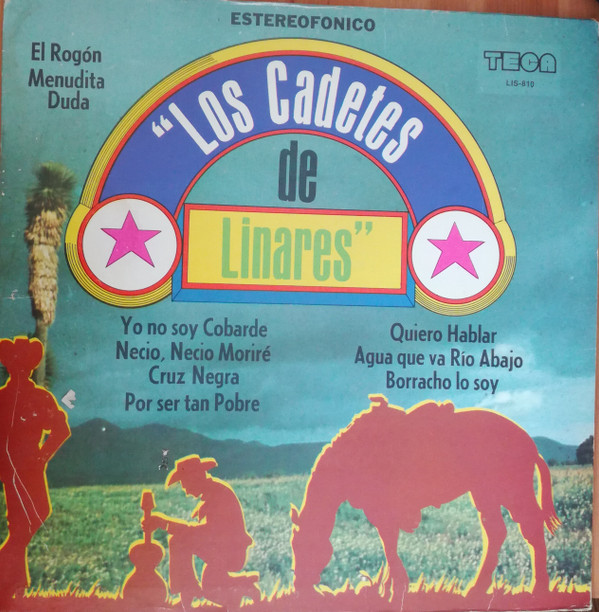 ESTEREOFONICO
El Rogón
Menudita
Duda
TECA
LIS-810
"Los Cadetes
de
Linares"
Yo no soy Cobarde
Necio, Necio Moriré
Cruz Negra
Por ser tan Pobre
Quiero Hablar
Agua que va Río Abajo
Borracho lo soy